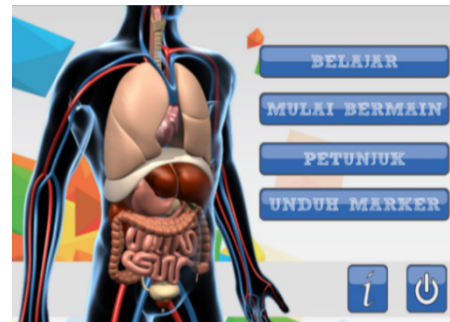 BELAJAR
MULAI BERMAIN
PETUNJUK
UNDUH MARKER
i